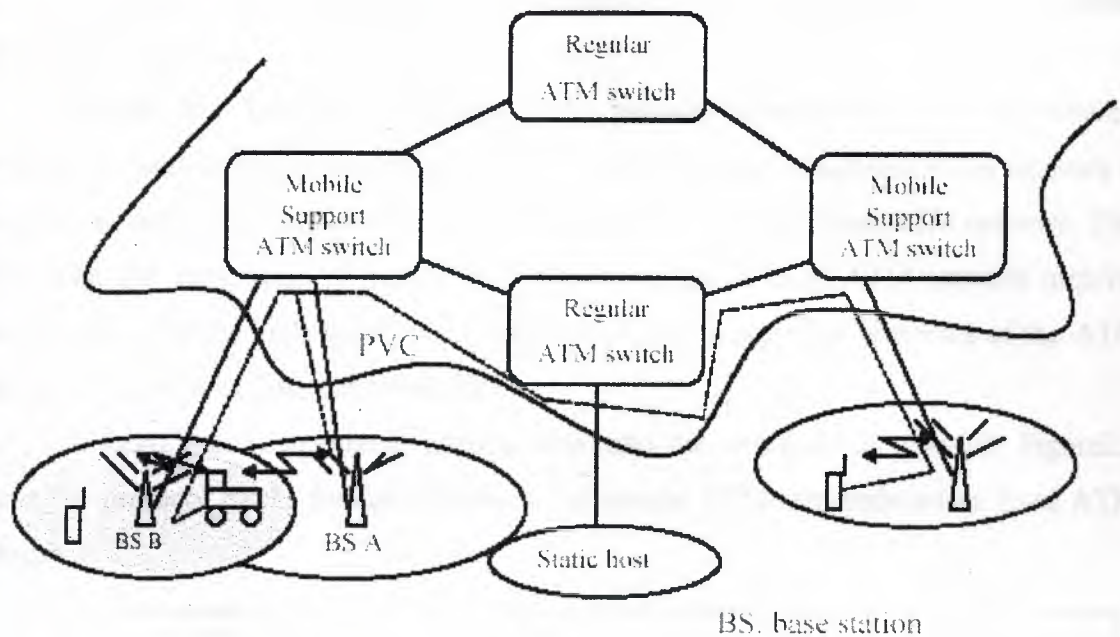 Regular
ATM switch
Mobile
Support
ATM switch
Mobile
Support
ATM switch
Regular
ATM switch
PVC
BS B
BS A
Static host
BS. base station